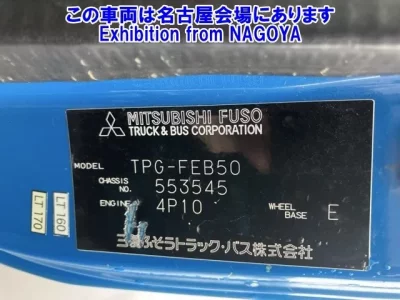 この車両は名古屋会場にあります
Exhibition from NAGOYA
MITSUBISHI FUSO
TRUCK & BUS CORPORATION
MODEL TPG-FEB50
CHASSIS NO. 553545
ENGINE 4P10 WHEEL BASE E
LT170
LT160
三菱ふそうトラック・バス株式会社